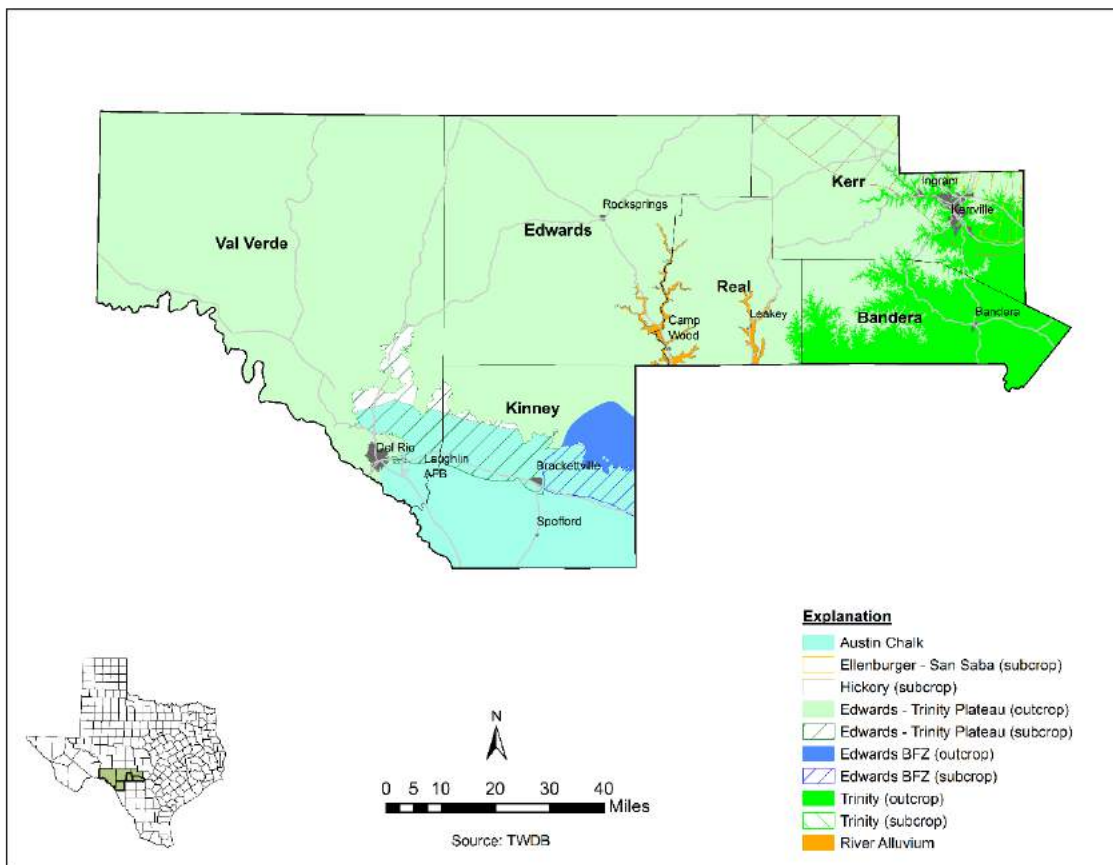 Ingram
Kerr
Kerrville
Rocksprings
Edwards
Val Verde
Real
Leakey
Camp
Wood
Bandera
Bandera
Kinney
Del Rio
Laughlin
AFB
Brackettville
Spofford
Explanation
Austin Chalk
Ellenburger - San Saba (subcrop)
Hickory (subcrop)
Edwards - Trinity Plateau (outcrop)
Edwards - Trinity Plateau (subcrop)
Edwards BFZ (outcrop)
Edwards BFZ (subcrop)
Trinity (outcrop)
Trinity (subcrop)
River Alluvium
N
0 5 10 20 30 40
Miles
Source: TWDB